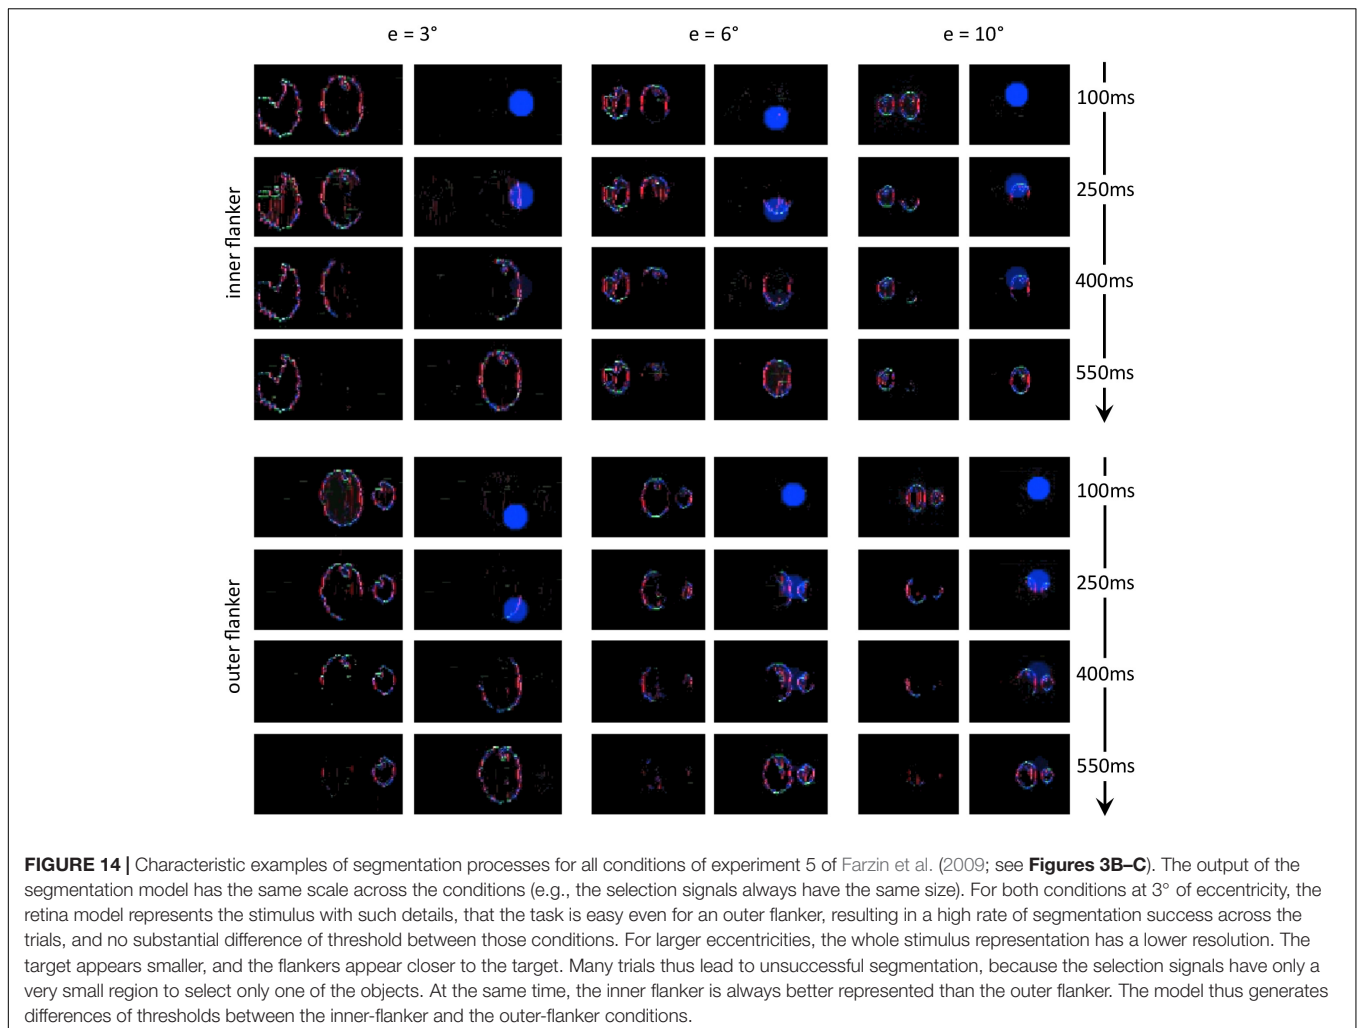 e = 3° e = 6° e = 10°
100ms
250ms
inner flanker
400ms
550ms
100ms
250ms
outer flanker
400ms
550ms
FIGURE 14 | Characteristic examples of segmentation processes for all conditions of experiment 5 of Farzin et al. (2009; see Figures 3B–C). The output of the
segmentation model has the same scale across the conditions (e.g., the selection signals always have the same size). For both conditions at 3° of eccentricity, the
retina model represents the stimulus with such details, that the task is easy even for an outer flanker, resulting in a high rate of segmentation success across the
trials, and no substantial difference of threshold between those conditions. For larger eccentricities, the whole stimulus representation has a lower resolution. The
target appears smaller, and the flankers appear closer to the target. Many trials thus lead to unsuccessful segmentation, because the selection signals have only a
very small region to select only one of the objects. At the same time, the inner flanker is always better represented than the outer flanker. The model thus generates
differences of thresholds between the inner-flanker and the outer-flanker conditions.